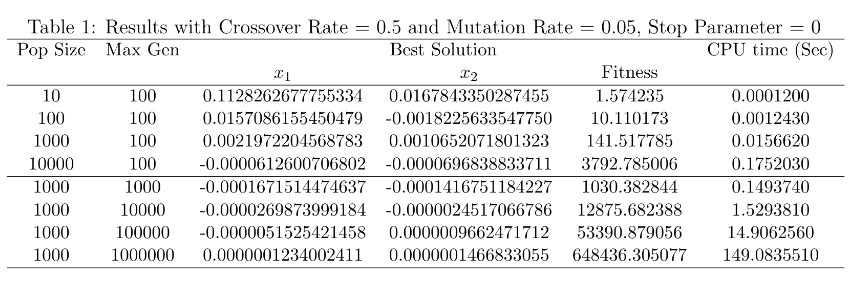 Table 1: Results with Crossover Rate = 0.5 and Mutation Rate = 0.05, Stop Parameter = 0
Pop Size Max Gen Best Solution CPU time (Sec)
x₁ x₂ Fitness
10 100 0.1128262677755334 0.0167843350287455 1.574235 0.0001200
100 100 0.0157086155450479 -0.0018225633547750 10.110173 0.0012430
1000 100 0.0021972204568783 0.0010652071801323 141.517785 0.0156620
10000 100 -0.0000612600706802 -0.0000696838833711 3792.785006 0.1752030
1000 1000 -0.0001671514474637 -0.0001416751184227 1030.382844 0.1493740
1000 10000 -0.0000269873999184 -0.0000024517066786 12875.682388 1.5293810
1000 100000 -0.0000051525421458 0.0000009662471712 53390.879056 14.9062560
1000 1000000 0.0000001234002411 0.0000001466833055 648436.305077 149.0835510